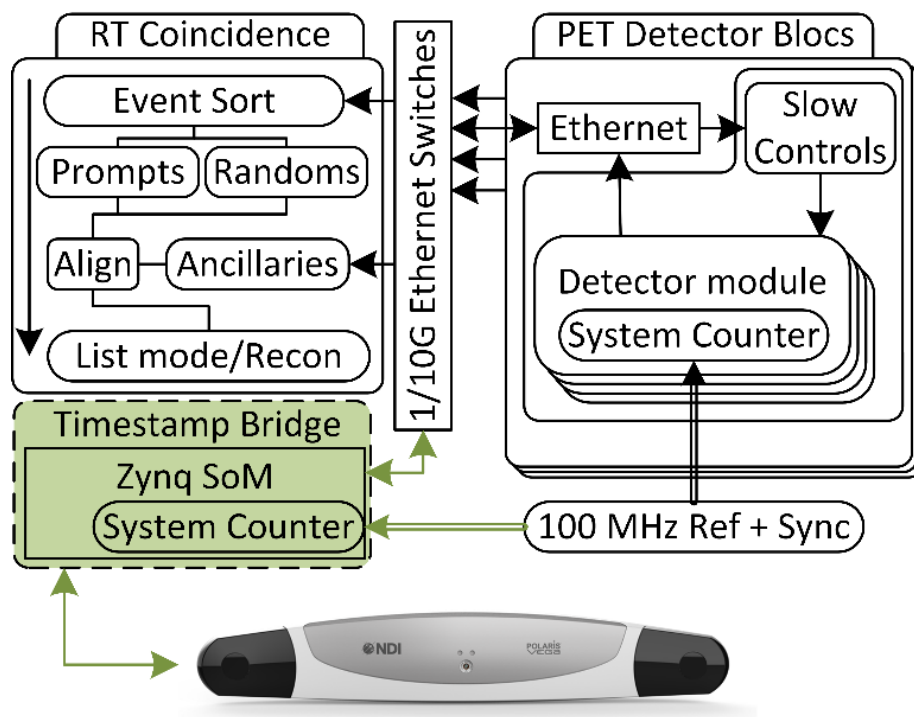 RT Coincidence
Event Sort
Prompts
Randoms
Align
Ancillaries
List mode/Recon
1/10G Ethernet Switches
PET Detector Blocs
Ethernet
Slow
Controls
Detector module
System Counter
Timestamp Bridge
Zynq SoM
System Counter
100 MHz Ref + Sync
NDI
POLARIS
VEGA